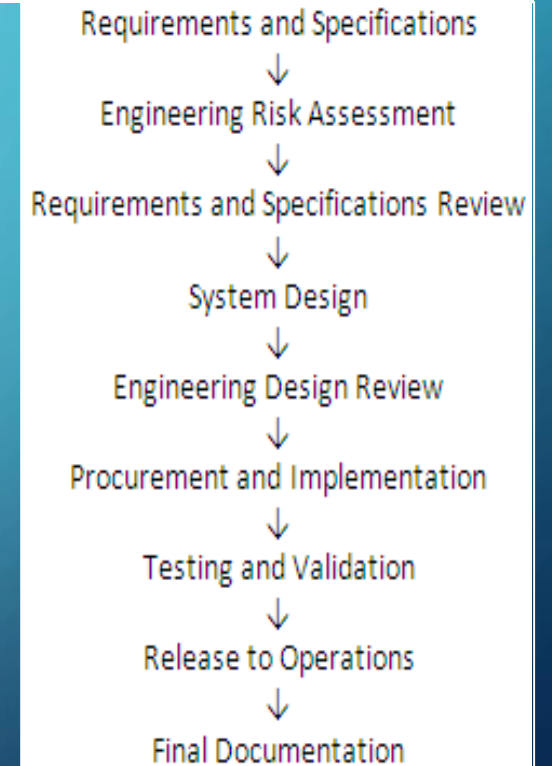 Requirements and Specifications
↓
Engineering Risk Assessment
↓
Requirements and Specifications Review
↓
System Design
↓
Engineering Design Review
↓
Procurement and Implementation
↓
Testing and Validation
↓
Release to Operations
↓
Final Documentation